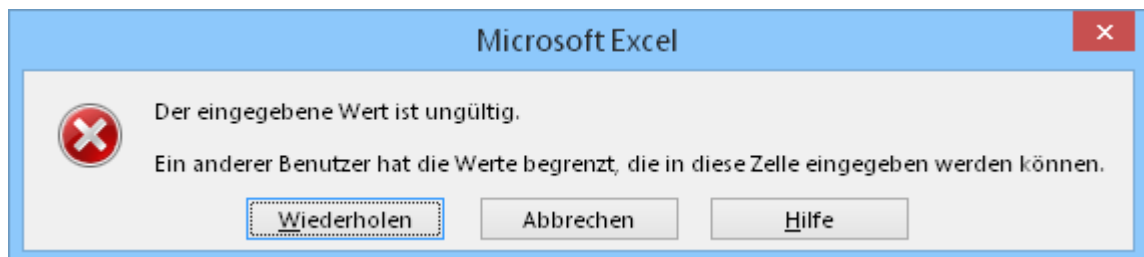 Microsoft Excel
Der eingegebene Wert ist ungültig.
Ein anderer Benutzer hat die Werte begrenzt, die in diese Zelle eingegeben werden können.
Wiederholen Abbrechen Hilfe